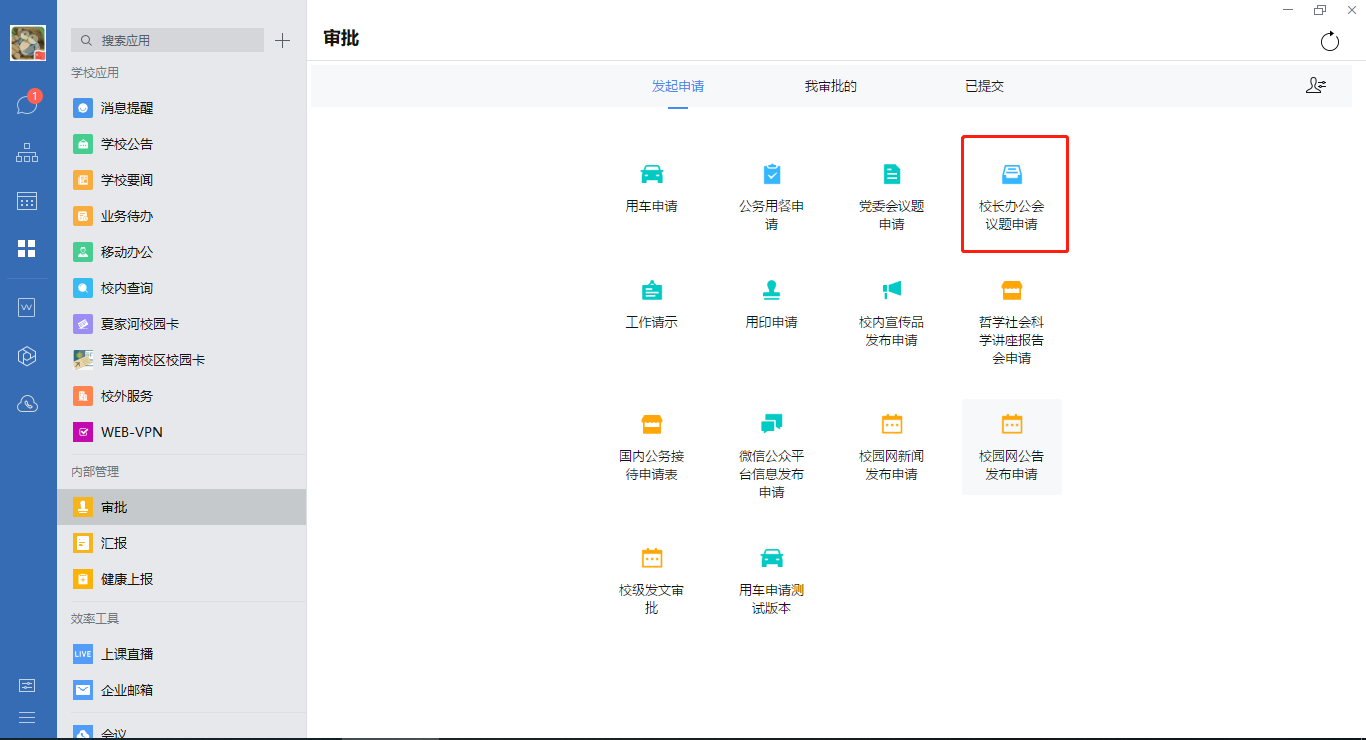 搜索应用
学校应用
1
消息提醒
学校公告
学校要闻
业务待办
移动办公
校内查询
夏家河校园卡
普湾南校区校园卡
校外服务
WEB-VPN
内部管理
审批
汇报
健康上报
效率工具
LIVE
上课直播
企业邮箱
会议
审批
发起申请
我审批的
已提交
用车申请
公务用餐申
请
党委会议题
申请
校长办公会
议题申请
工作请示
用印申请
校内宣传品
发布申请
哲学社会科
学讲座报告
会申请
国内公务接
待申请表
微信公众平
台信息发布
申请
校园网新闻
发布申请
校园网公告
发布申请
校级发文审
批
用车申请测
试版本